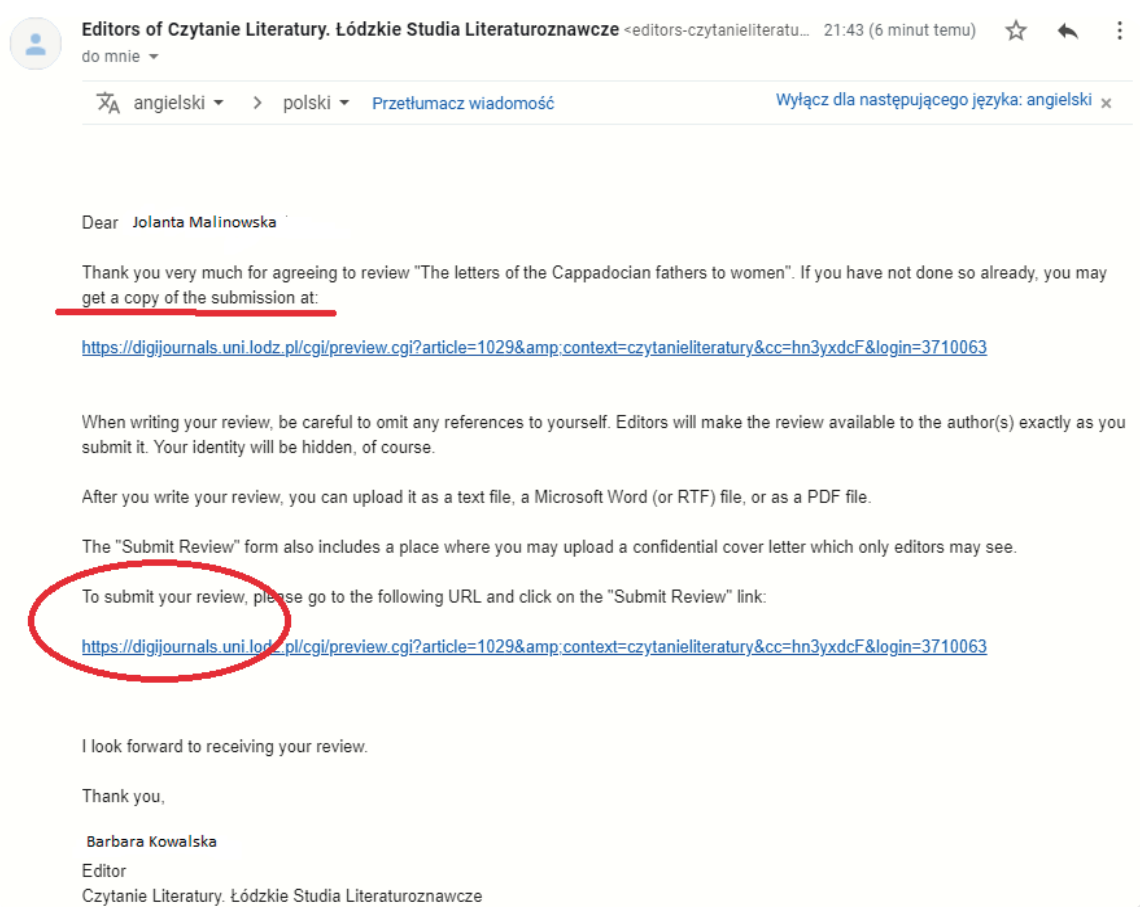 Editors of Czytanie Literatury. Łódzkie Studia Literaturoznawcze <editors-czytanieliteratu... 21:43 (6 minut temu)
do mnie
angielski > polski Przetłumacz wiadomość Wyłącz dla następującego języka: angielski ×
Dear Jolanta Malinowska
Thank you very much for agreeing to review "The letters of the Cappadocian fathers to women". If you have not done so already, you may
get a copy of the submission at:
https://digijournals.uni.lodz.pl/cgi/preview.cgi?article=1029&amp;context=czytanieliteratury&cc=hn3yxdcF&login=3710063
When writing your review, be careful to omit any references to yourself. Editors will make the review available to the author(s) exactly as you
submit it. Your identity will be hidden, of course.
After you write your review, you can upload it as a text file, a Microsoft Word (or RTF) file, or as a PDF file.
The "Submit Review" form also includes a place where you may upload a confidential cover letter which only editors may see.
To submit your review, please go to the following URL and click on the "Submit Review" link:
https://digijournals.uni.lodz.pl/cgi/preview.cgi?article=1029&amp;context=czytanieliteratury&cc=hn3yxdcF&login=3710063
I look forward to receiving your review.
Thank you,
Barbara Kowalska
Editor
Czytanie Literatury. Łódzkie Studia Literaturoznawcze